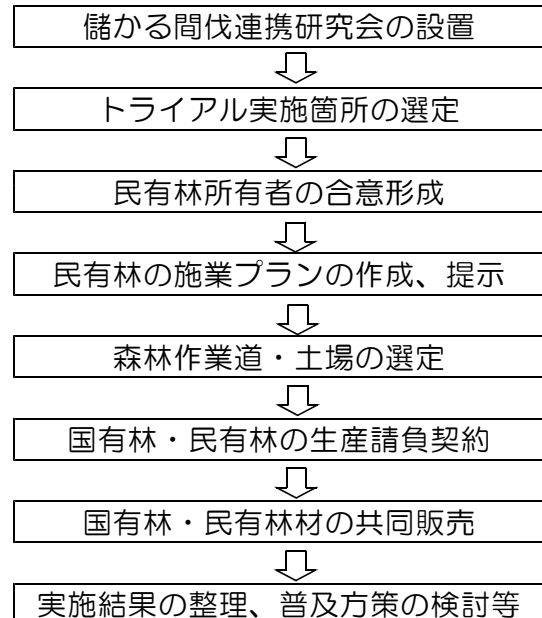 儲かる間伐連携研究会の設置
トライアル実施箇所の選定
民有林所有者の合意形成
民有林の施業プランの作成、提示
森林作業道・土場の選定
国有林・民有林の生産請負契約
国有林・民有林材の共同販売
実施結果の整理、普及方策の検討等